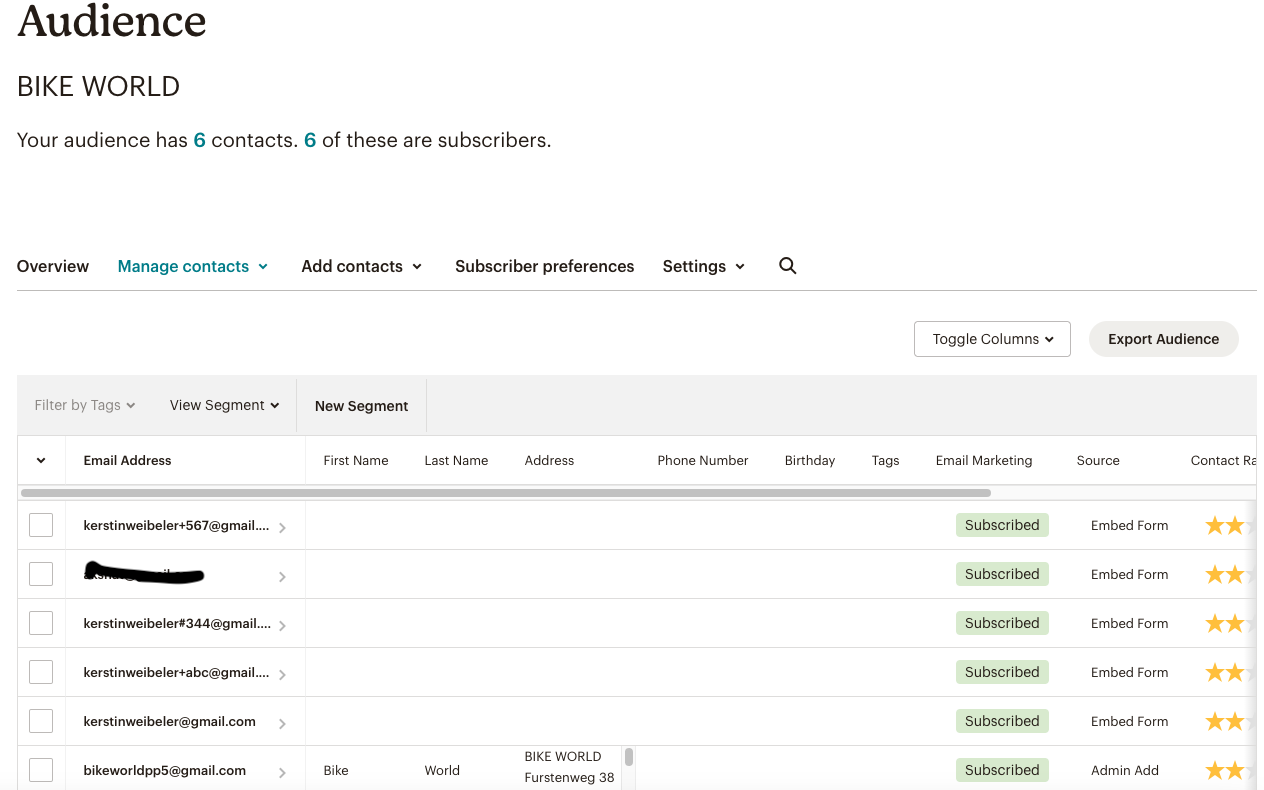 Audience
BIKE WORLD
Your audience has 6 contacts. 6 of these are subscribers.
Overview Manage contacts Add contacts Subscriber preferences Settings
Toggle Columns Export Audience
Filter by Tags View Segment New Segment
Email Address First Name Last Name Address Phone Number Birthday Tags Email Marketing Source Contact Ra
kerstinweibeler+567@gmail.... Subscribed Embed Form
Subscribed Embed Form
kerstinweibeler#344@gmail.... Subscribed Embed Form
kerstinweibeler+abc@gmail.... Subscribed Embed Form
kerstinweibeler@gmail.com Subscribed Embed Form
bikeworldpp5@gmail.com Bike World BIKE WORLD Subscribed Admin Add
Furstenweg 38